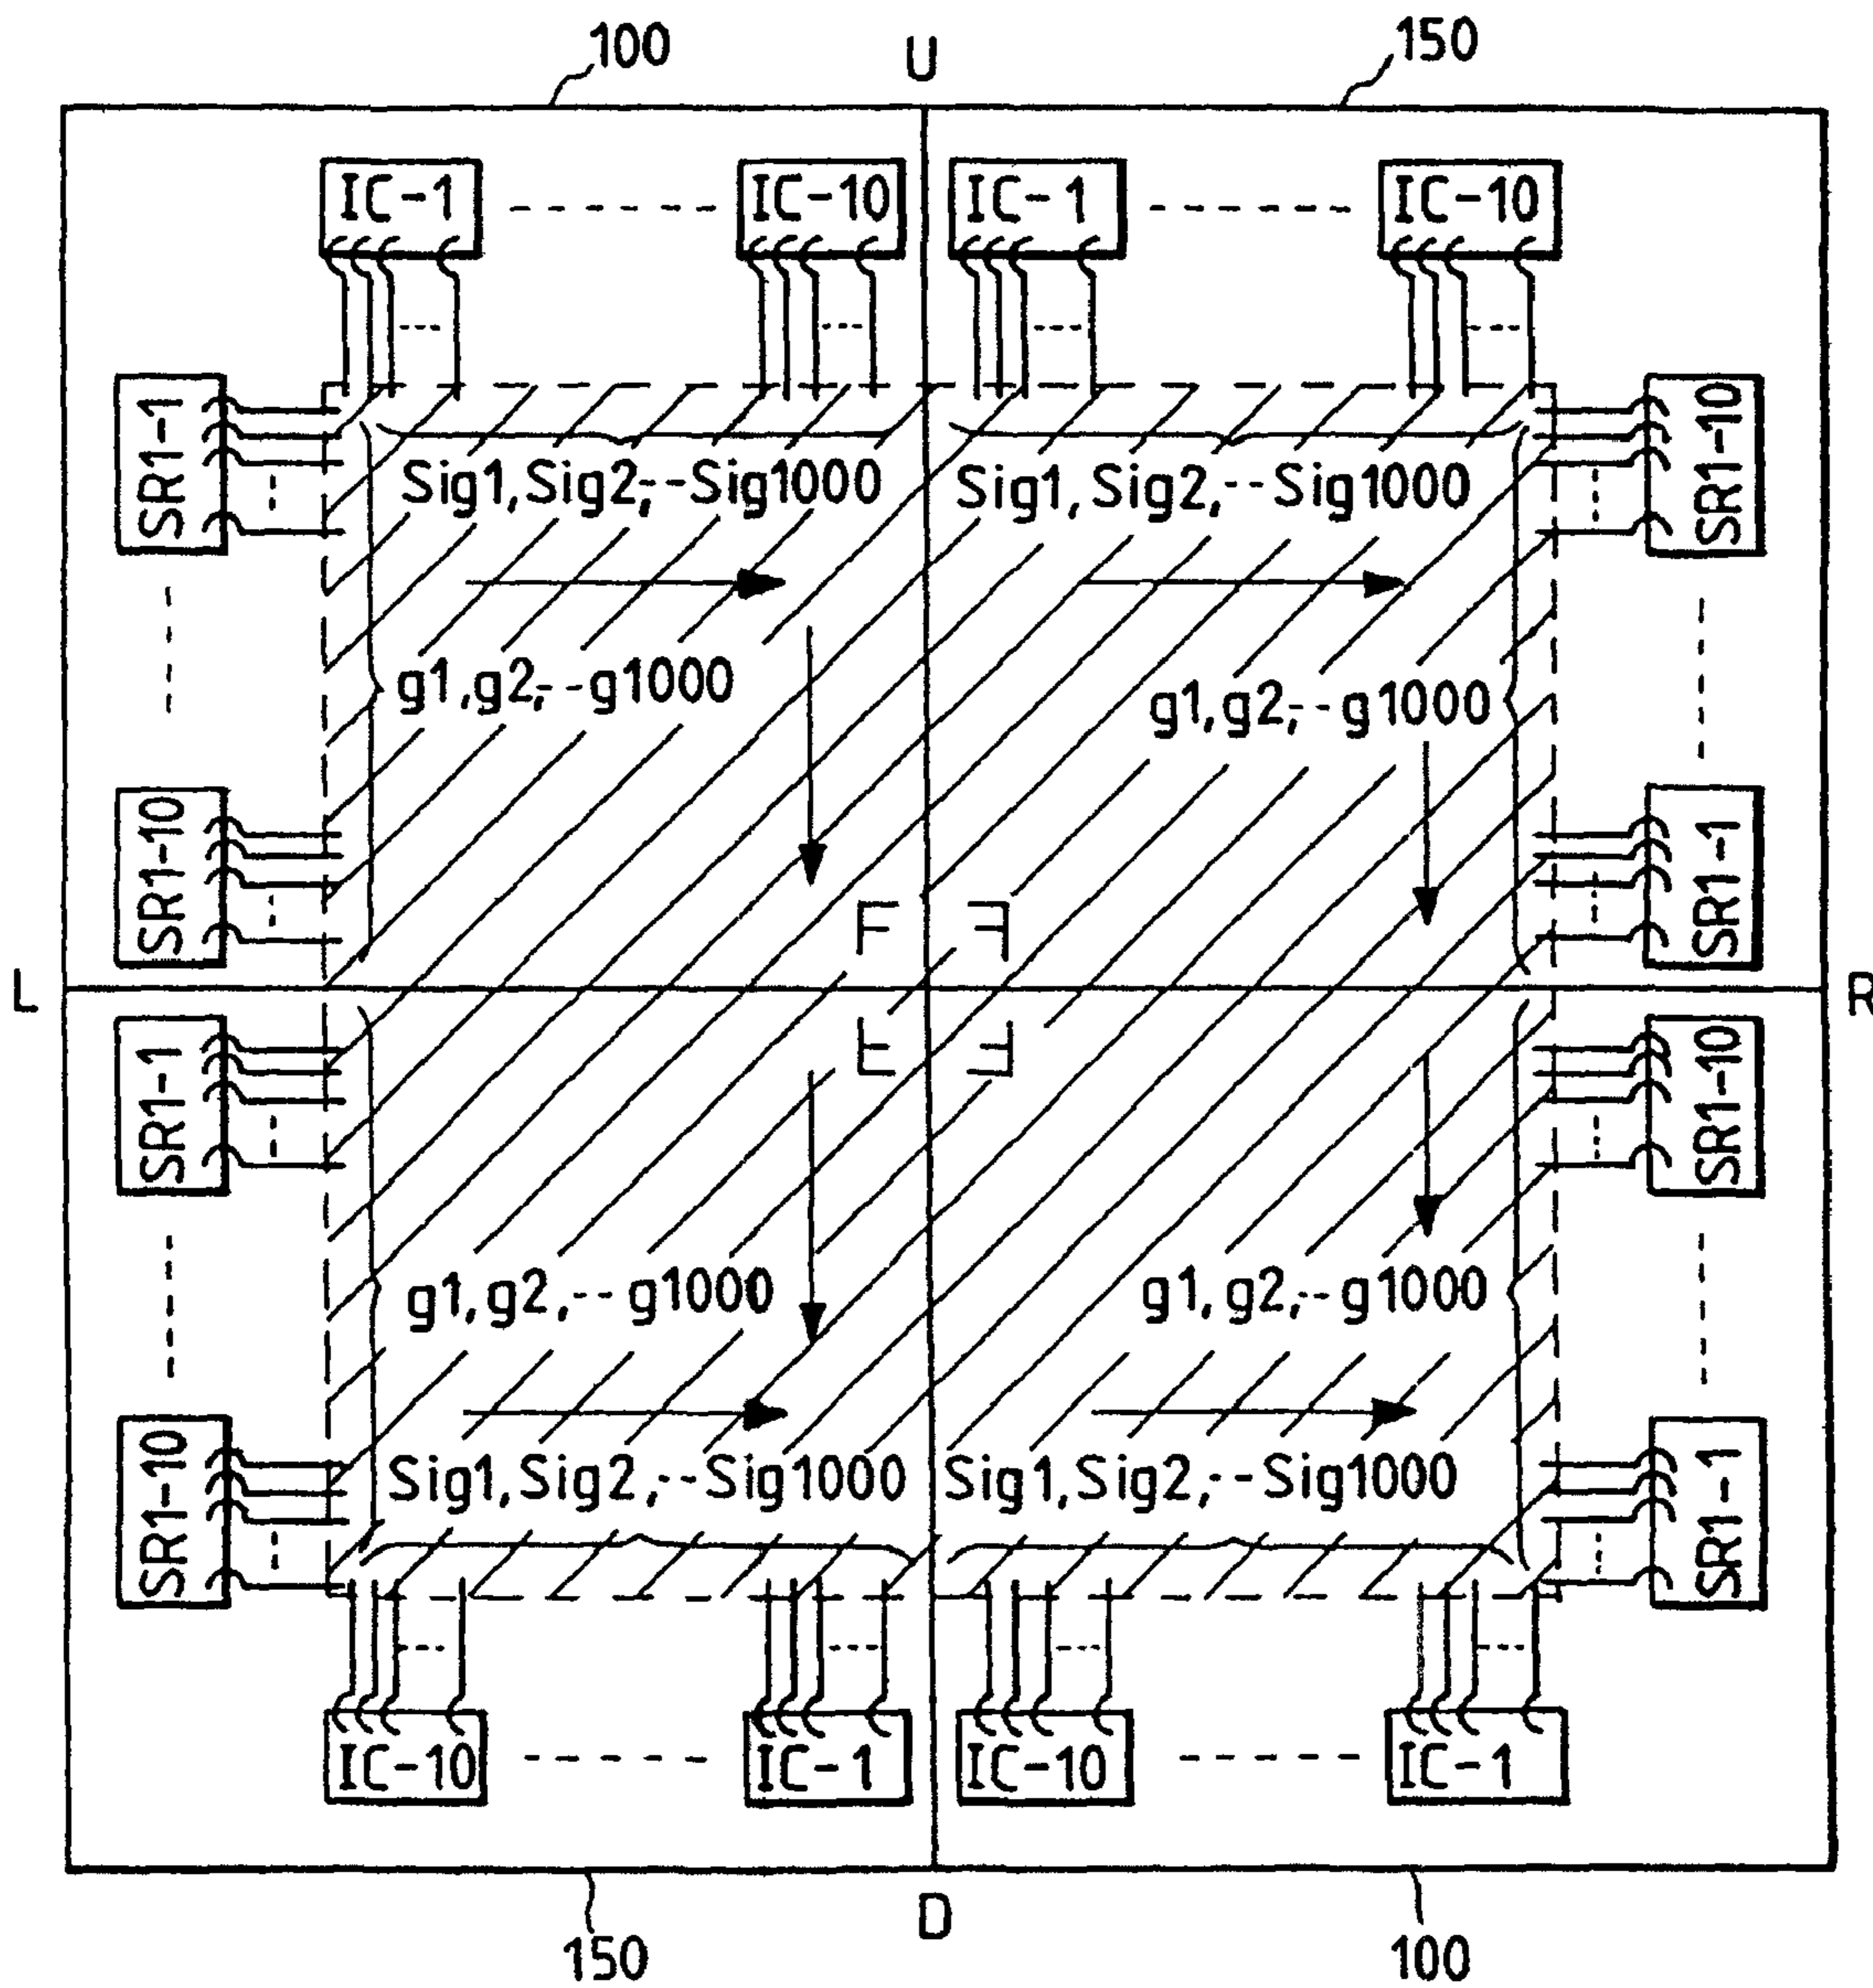 100 U 150
IC-1 IC-10 IC-1 IC-10
SR1-1 SR1-10
Sig1,Sig2,--Sig1000 Sig1,Sig2,--Sig1000
g1,g2,--g1000
g1,g2,--g1000
SR1-10 SR1-1
F F
L R
F F
SR1-1 SR1-10
g1,g2,--g1000 g1,g2,--g1000
SR1-10 SR1-1
Sig1,Sig2,--Sig1000 Sig1,Sig2,--Sig1000
IC-10 IC-1 IC-10 IC-1
150 D 100